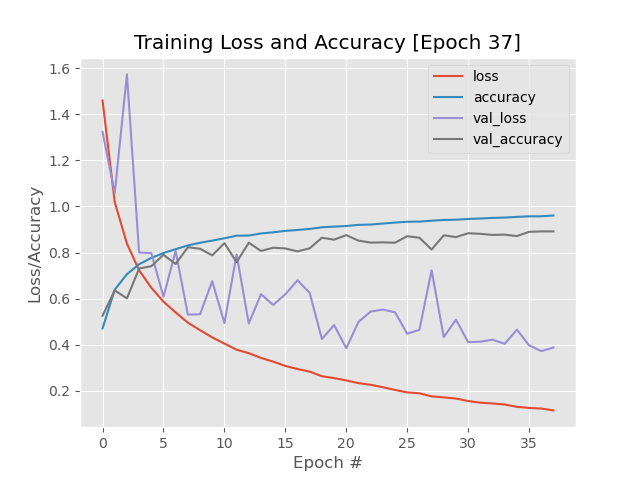 Training Loss and Accuracy [Epoch 37]
loss
accuracy
val_loss
val_accuracy
1.6
1.4
1.2
1.0
0.8
0.6
0.4
0.2
Loss/Accuracy
0 5 10 15 20 25 30 35
Epoch #